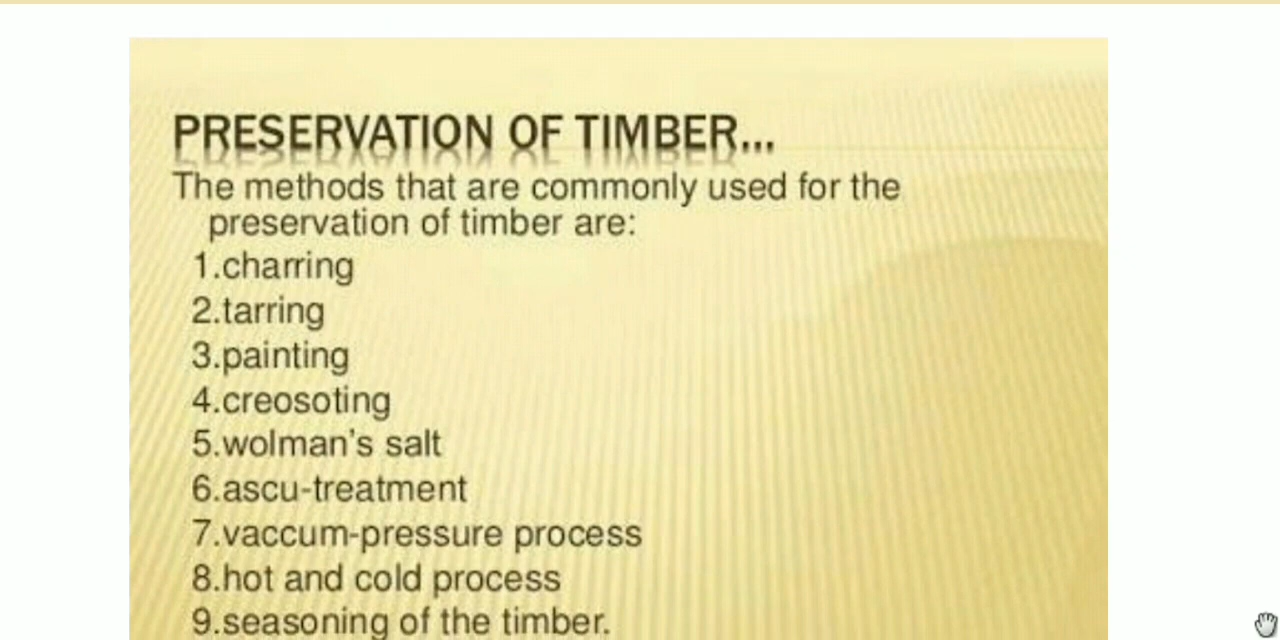 PRESERVATION OF TIMBER...
The methods that are commonly used for the
preservation of timber are:
1.charring
2.tarring
3.painting
4.creosoting
5.wolman's salt
6.ascu-treatment
7.vaccum-pressure process
8.hot and cold process
9.seasoning of the timber.